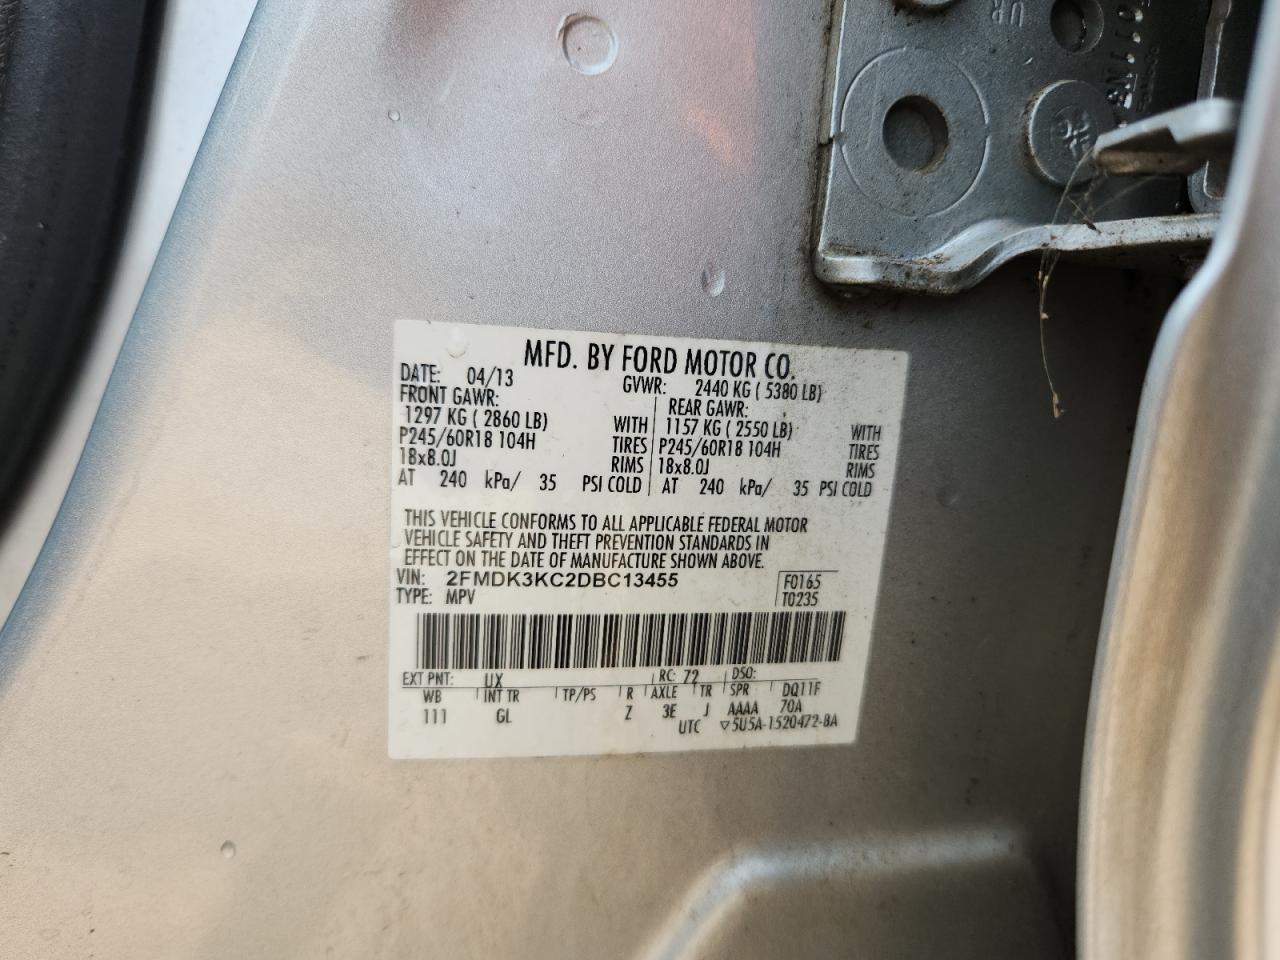 UR
MFD. BY FORD MOTOR CO.
DATE: 04/13 GVWR: 2440 KG ( 5380 LB)
FRONT GAWR: REAR GAWR:
1297 KG ( 2860 LB) WITH 1157 KG ( 2550 LB) WITH
P245/60R18 104H TIRES P245/60R18 104H TIRES
18x8.0J RIMS 18x8.0J RIMS
AT 240 kPa/ 35 PSI COLD AT 240 kPa/ 35 PSI COLD
THIS VEHICLE CONFORMS TO ALL APPLICABLE FEDERAL MOTOR
VEHICLE SAFETY AND THEFT PREVENTION STANDARDS IN
EFFECT ON THE DATE OF MANUFACTURE SHOWN ABOVE.
VIN: 2FMDK3KC2DBC13455 F0165
TYPE: MPV T0235
EXT PNT: UX RC: 72 DSO:
WB INT TR TP/PS R AXLE TR SPR DQ11F
111 GL Z 3E J AAAA 70A
UTC ▽5U5A-1520472-BA